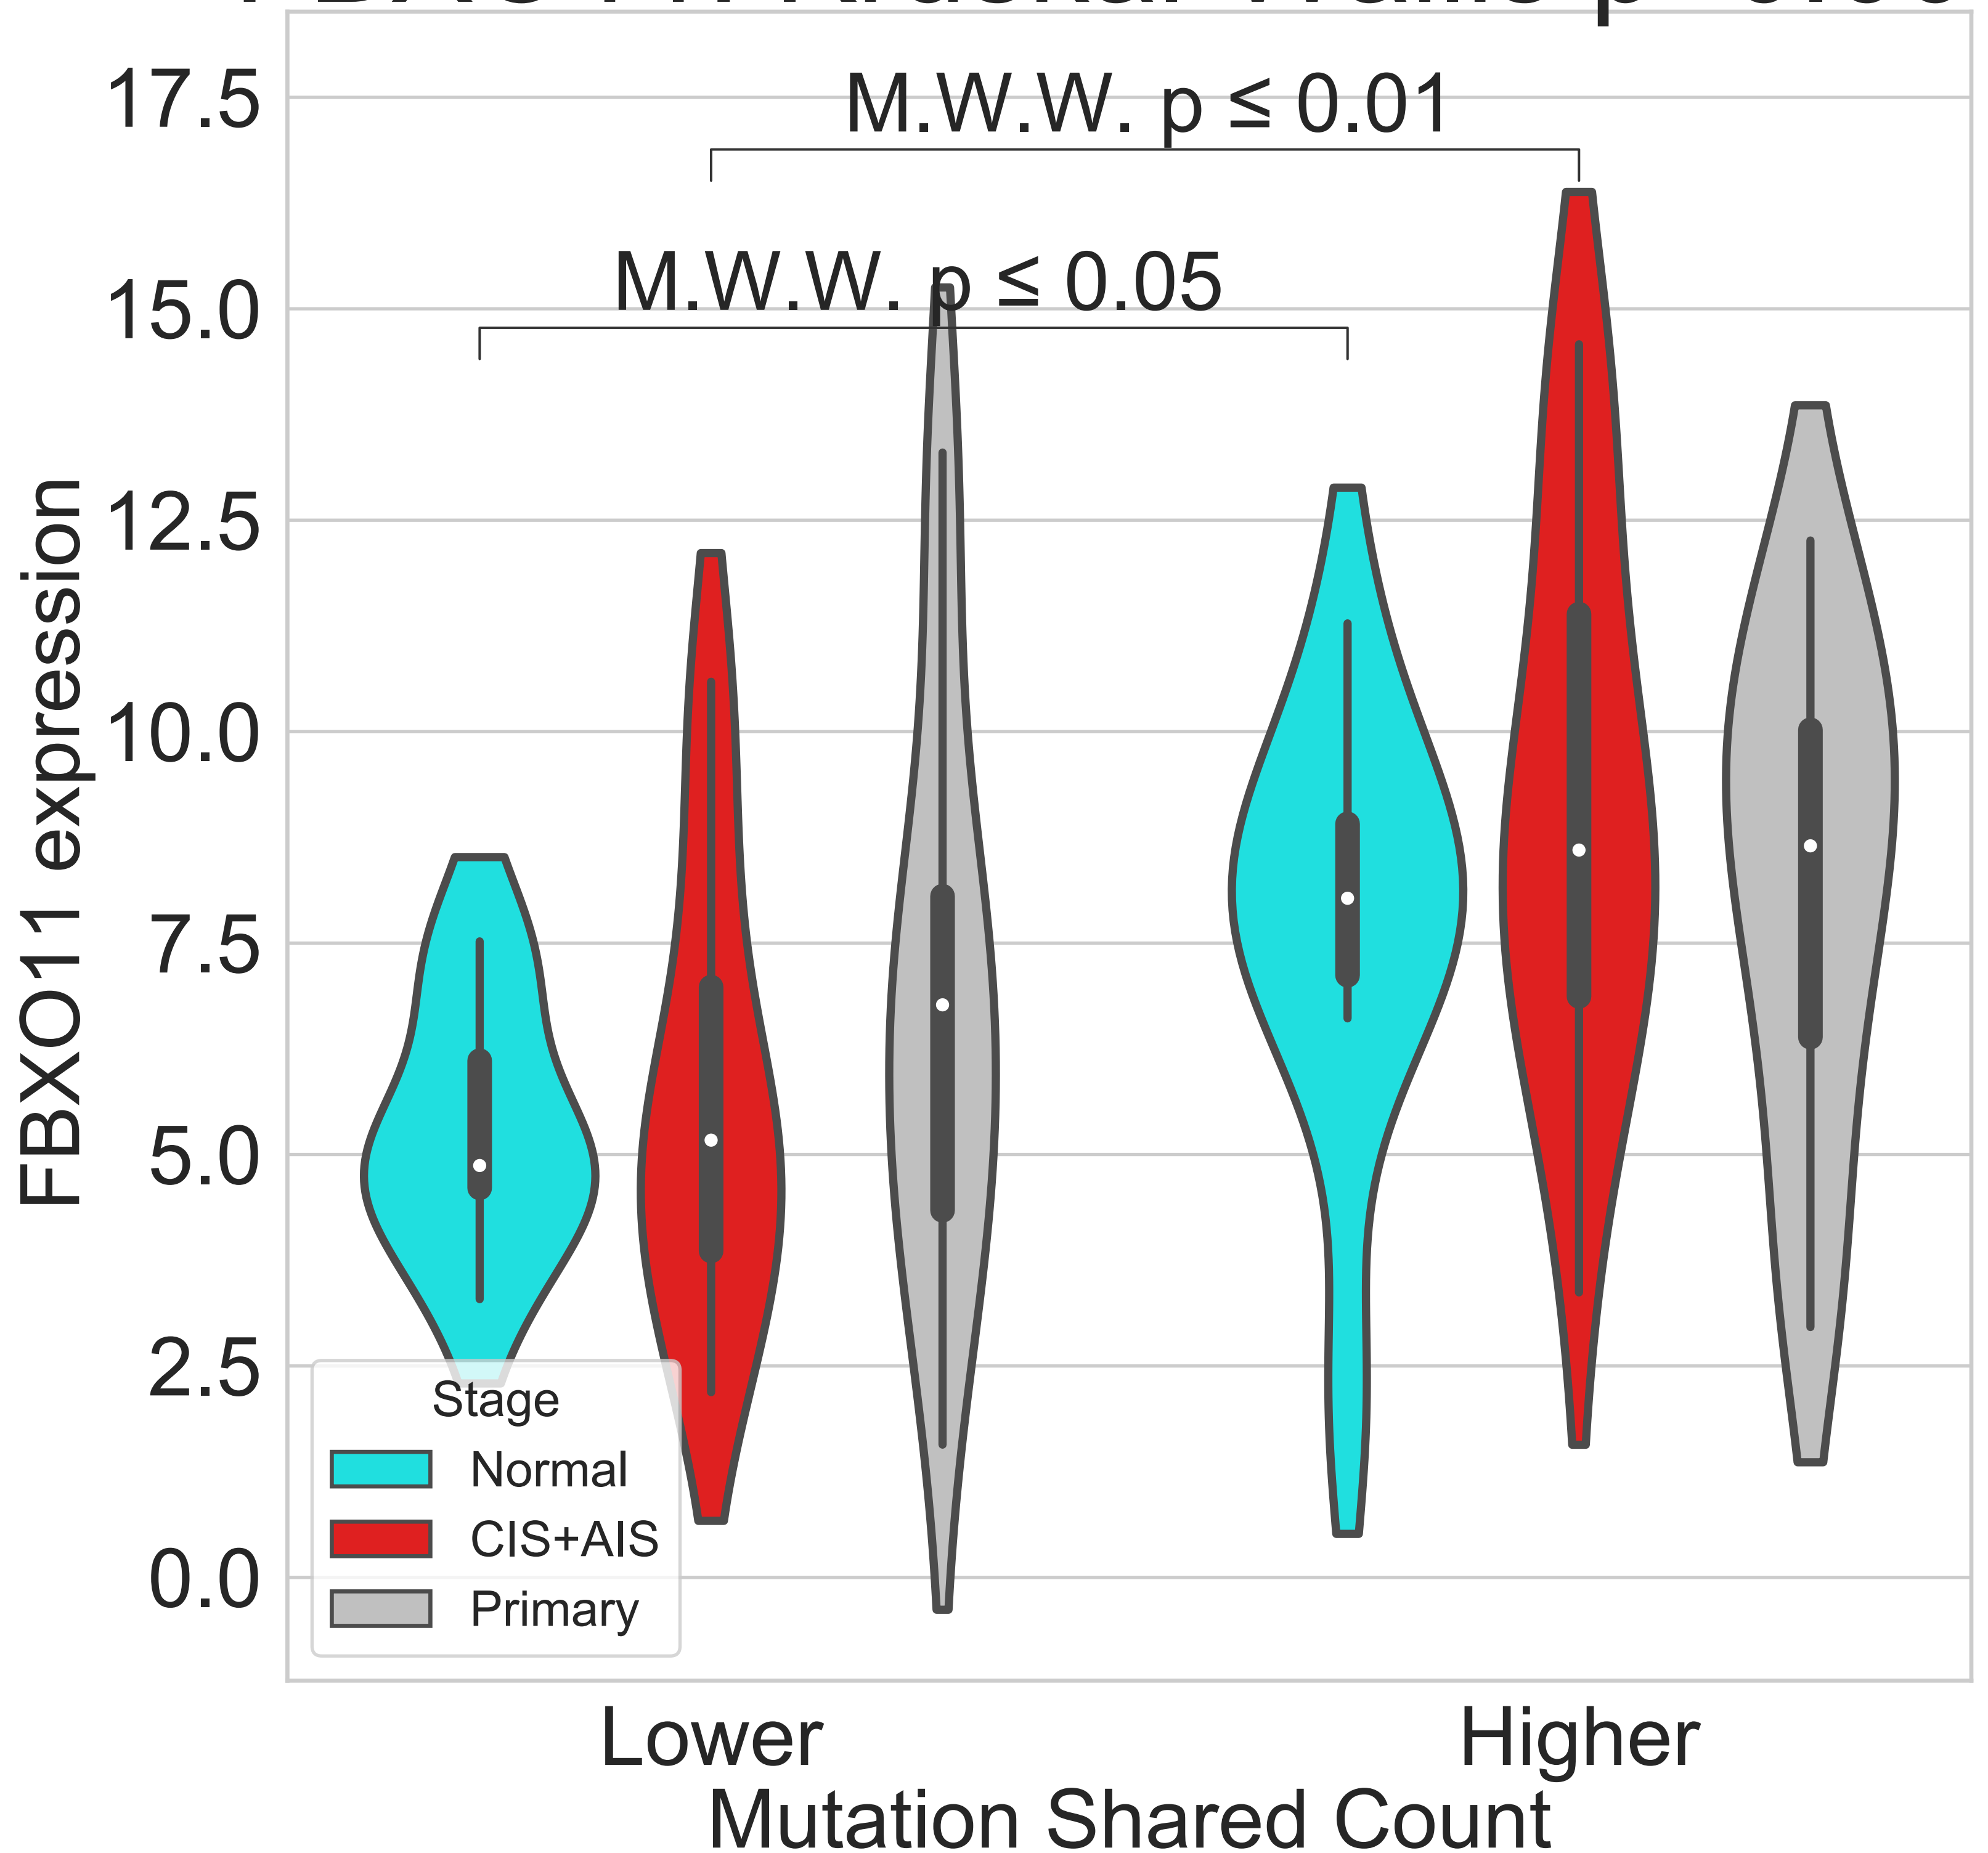 17.5
15.0
12.5
10.0
7.5
5.0
2.5
0.0
FBXO11 expression
M.W.W. p ≤ 0.01
M.W.W. p ≤ 0.05
Stage
Normal
CIS+AIS
Primary
Lower
Higher
Mutation Shared Count